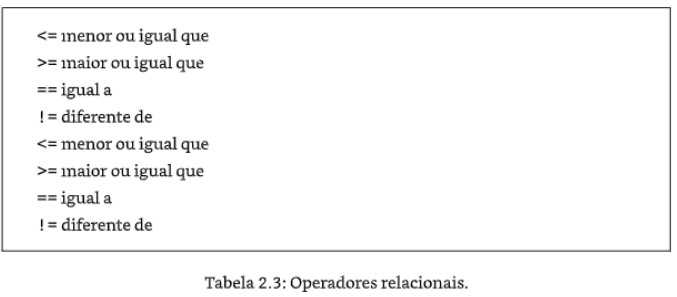 <= menor ou igual que
>= maior ou igual que
== igual a
! = diferente de
<= menor ou igual que
>= maior ou igual que
== igual a
! = diferente de
Tabela 2.3: Operadores relacionais.